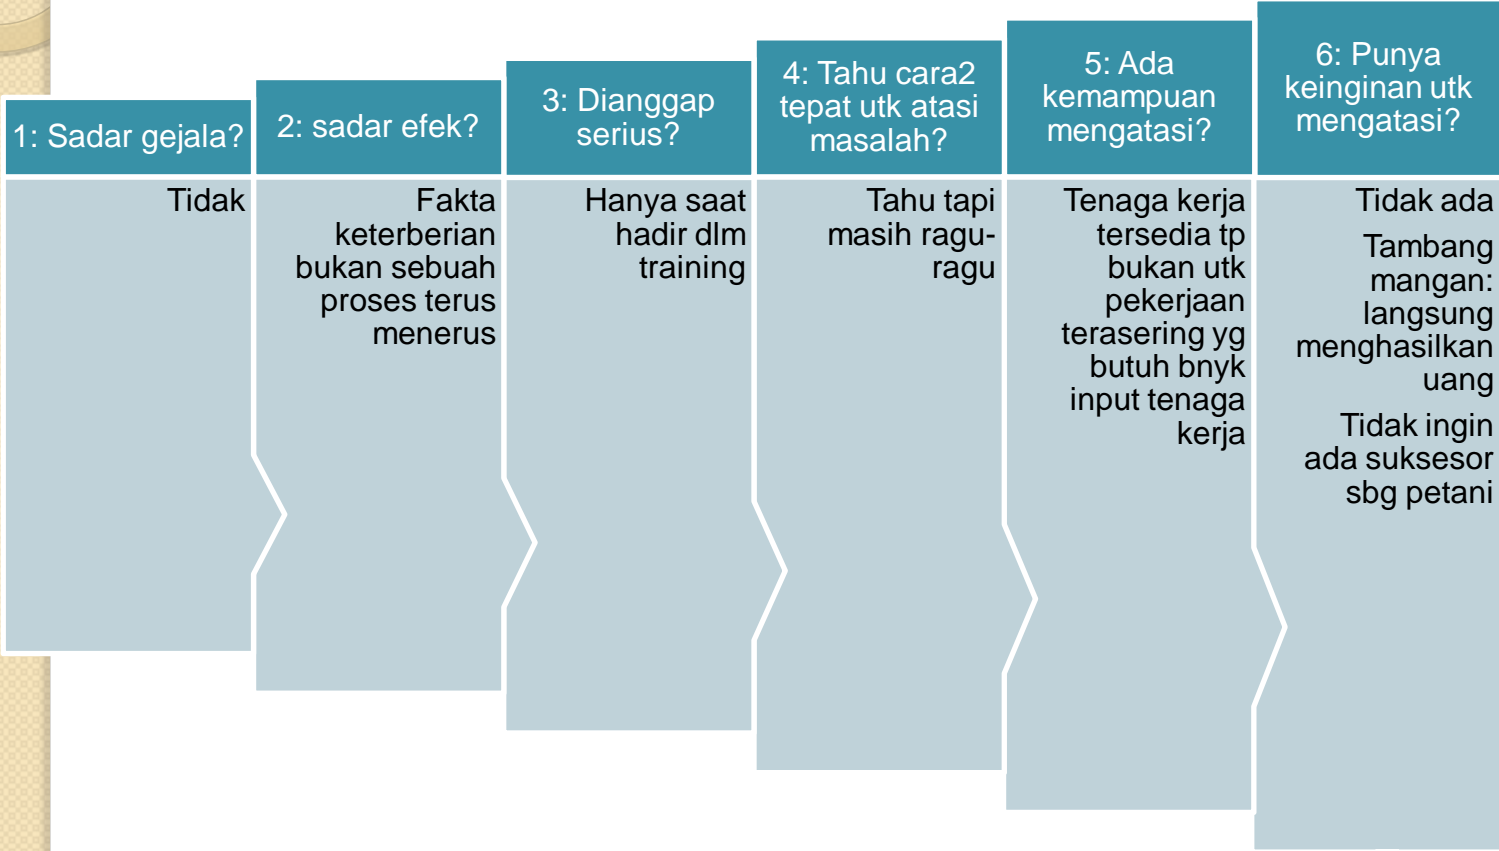 1: Sadar gejala?
Tidak
2: sadar efek?
Fakta
keterberian
bukan sebuah
proses terus
menerus
3: Dianggap
serius?
Hanya saat
hadir dlm
training
4: Tahu cara2
tepat utk atasi
masalah?
Tahu tapi
masih ragu-
ragu
5: Ada
kemampuan
mengatasi?
Tenaga kerja
tersedia tp
bukan utk
pekerjaan
terasering yg
butuh bnyk
input tenaga
kerja
6: Punya
keinginan utk
mengatasi?
Tidak ada
Tambang
mangan:
langsung
menghasilkan
uang
Tidak ingin
ada suksesor
sbg petani